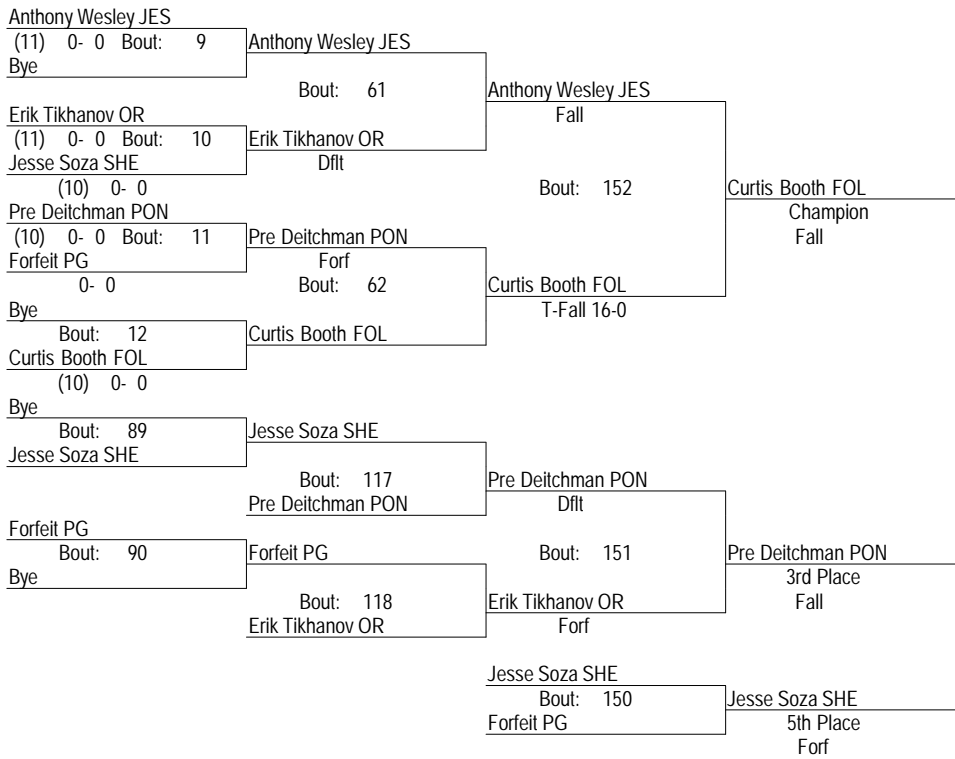 Anthony Wesley JES
(11) 0- 0 Bout: 9 Anthony Wesley JES
Bye
Bout: 61 Anthony Wesley JES
Erik Tikhanov OR Fall
(11) 0- 0 Bout: 10 Erik Tikhanov OR
Jesse Soza SHE Dflt
(10) 0- 0 Bout: 152 Curtis Booth FOL
Pre Deitchman PON Champion
(10) 0- 0 Bout: 11 Pre Deitchman PON Fall
Forfeit PG Forf
0- 0 Bout: 62 Curtis Booth FOL
Bye T-Fall 16-0
Bout: 12 Curtis Booth FOL
Curtis Booth FOL
(10) 0- 0
Bye
Bout: 89 Jesse Soza SHE
Jesse Soza SHE
Bout: 117 Pre Deitchman PON
Pre Deitchman PON Dflt
Forfeit PG
Bout: 90 Forfeit PG Bout: 151 Pre Deitchman PON
Bye 3rd Place
Bout: 118 Erik Tikhanov OR Fall
Erik Tikhanov OR Forf
Jesse Soza SHE
Bout: 150 Jesse Soza SHE
Forfeit PG 5th Place
Forf